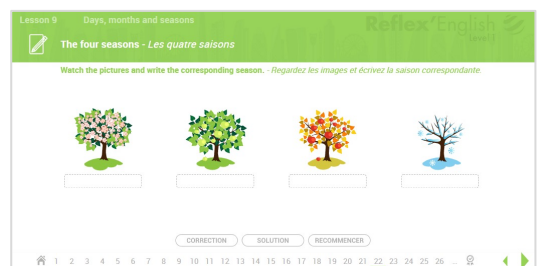 Lesson 9 Days, months and seasons
Reflex'English
The four seasons - Les quatre saisons
Watch the pictures and write the corresponding season. - Regardez les images et écrivez la saison correspondante.
CORRECTION SOLUTION RECOMMENCER
1 2 3 4 5 6 7 8 9 10 11 12 13 14 15 16 17 18 19 20 21 22 23 24 25 26 ...